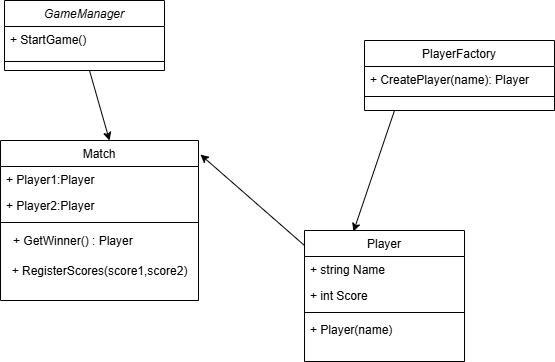 GameManager
+ StartGame()
PlayerFactory
+ CreatePlayer(name): Player
Match
+ Player1:Player
+ Player2:Player
+ GetWinner() : Player
+ RegisterScores(score1,score2)
Player
+ string Name
+ int Score
+ Player(name)